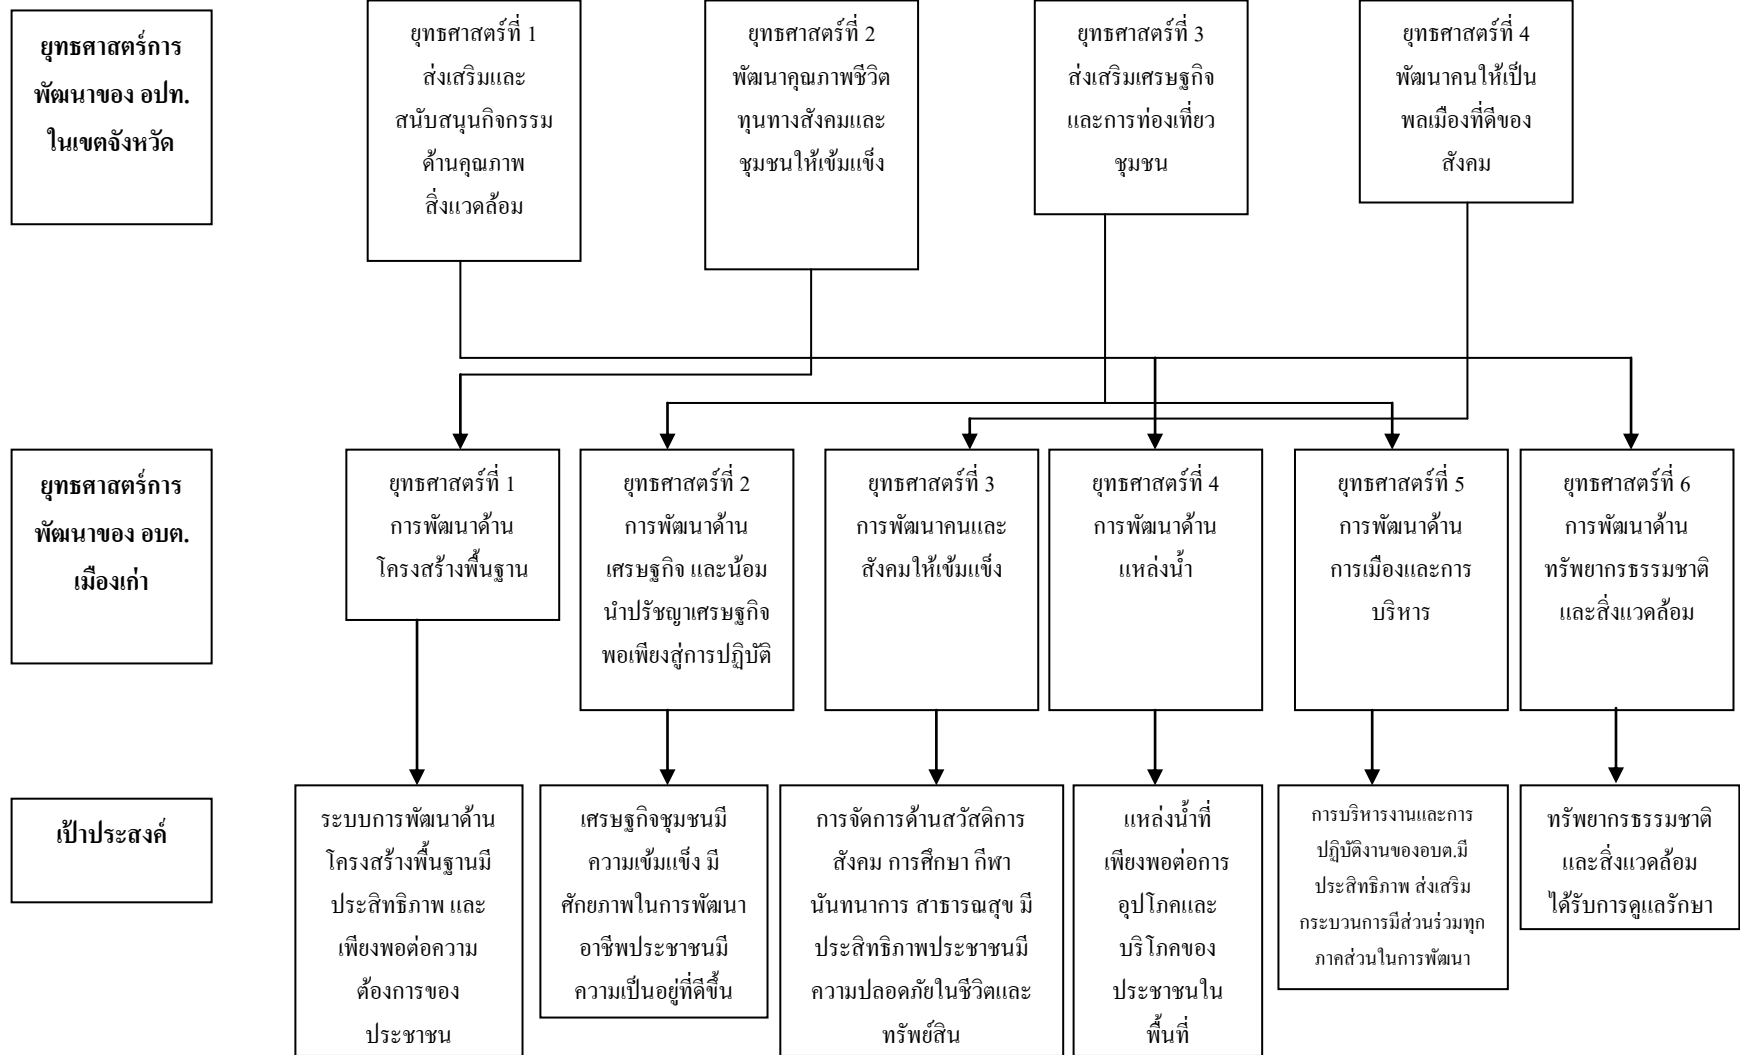 ยุทธศาสตร์การ
พัฒนาของ อปท.
ในเขตจังหวัด
ยุทธศาสตร์ที่ 1
ส่งเสริมและ
สนับสนุนกิจกรรม
ด้านคุณภาพ
สิ่งแวดล้อม
ยุทธศาสตร์ที่ 2
พัฒนาคุณภาพชีวิต
ทุนทางสังคมและ
ชุมชนให้เข้มแข็ง
ยุทธศาสตร์ที่ 3
ส่งเสริมเศรษฐกิจ
และการท่องเที่ยว
ชุมชน
ยุทธศาสตร์ที่ 4
พัฒนาคนให้เป็น
พลเมืองที่ดีของ
สังคม
ยุทธศาสตร์การ
พัฒนาของ อบต.
เมืองเก่า
ยุทธศาสตร์ที่ 1
การพัฒนาด้าน
โครงสร้างพื้นฐาน
ยุทธศาสตร์ที่ 2
การพัฒนาด้าน
เศรษฐกิจ และน้อม
นำปรัชญาเศรษฐกิจ
พอเพียงสู่การปฏิบัติ
ยุทธศาสตร์ที่ 3
การพัฒนาคนและ
สังคมให้เข้มแข็ง
ยุทธศาสตร์ที่ 4
การพัฒนาด้าน
แหล่งน้ำ
ยุทธศาสตร์ที่ 5
การพัฒนาด้าน
การเมืองและการ
บริหาร
ยุทธศาสตร์ที่ 6
การพัฒนาด้าน
ทรัพยากรธรรมชาติ
และสิ่งแวดล้อม
เป้าประสงค์
ระบบการพัฒนาด้าน
โครงสร้างพื้นฐานมี
ประสิทธิภาพ และ
เพียงพอต่อความ
ต้องการของ
ประชาชน
เศรษฐกิจชุมชนมี
ความเข้มแข็ง มี
ศักยภาพในการพัฒนา
อาชีพประชาชนมี
ความเป็นอยู่ที่ดีขึ้น
การจัดการด้านสวัสดิการ
สังคม การศึกษา กีฬา
นันทนาการ สาธารณสุข มี
ประสิทธิภาพประชาชนมี
ความปลอดภัยในชีวิตและ
ทรัพย์สิน
แหล่งน้ำที่
เพียงพอต่อการ
อุปโภคและ
บริโภคของ
ประชาชนใน
พื้นที่
การบริหารงานและการ
ปฏิบัติงานของอบต.มี
ประสิทธิภาพ ส่งเสริม
กระบวนการมีส่วนร่วมทุก
ภาคส่วนในการพัฒนา
ทรัพยากรธรรมชาติ
และสิ่งแวดล้อม
ได้รับการดูแลรักษา